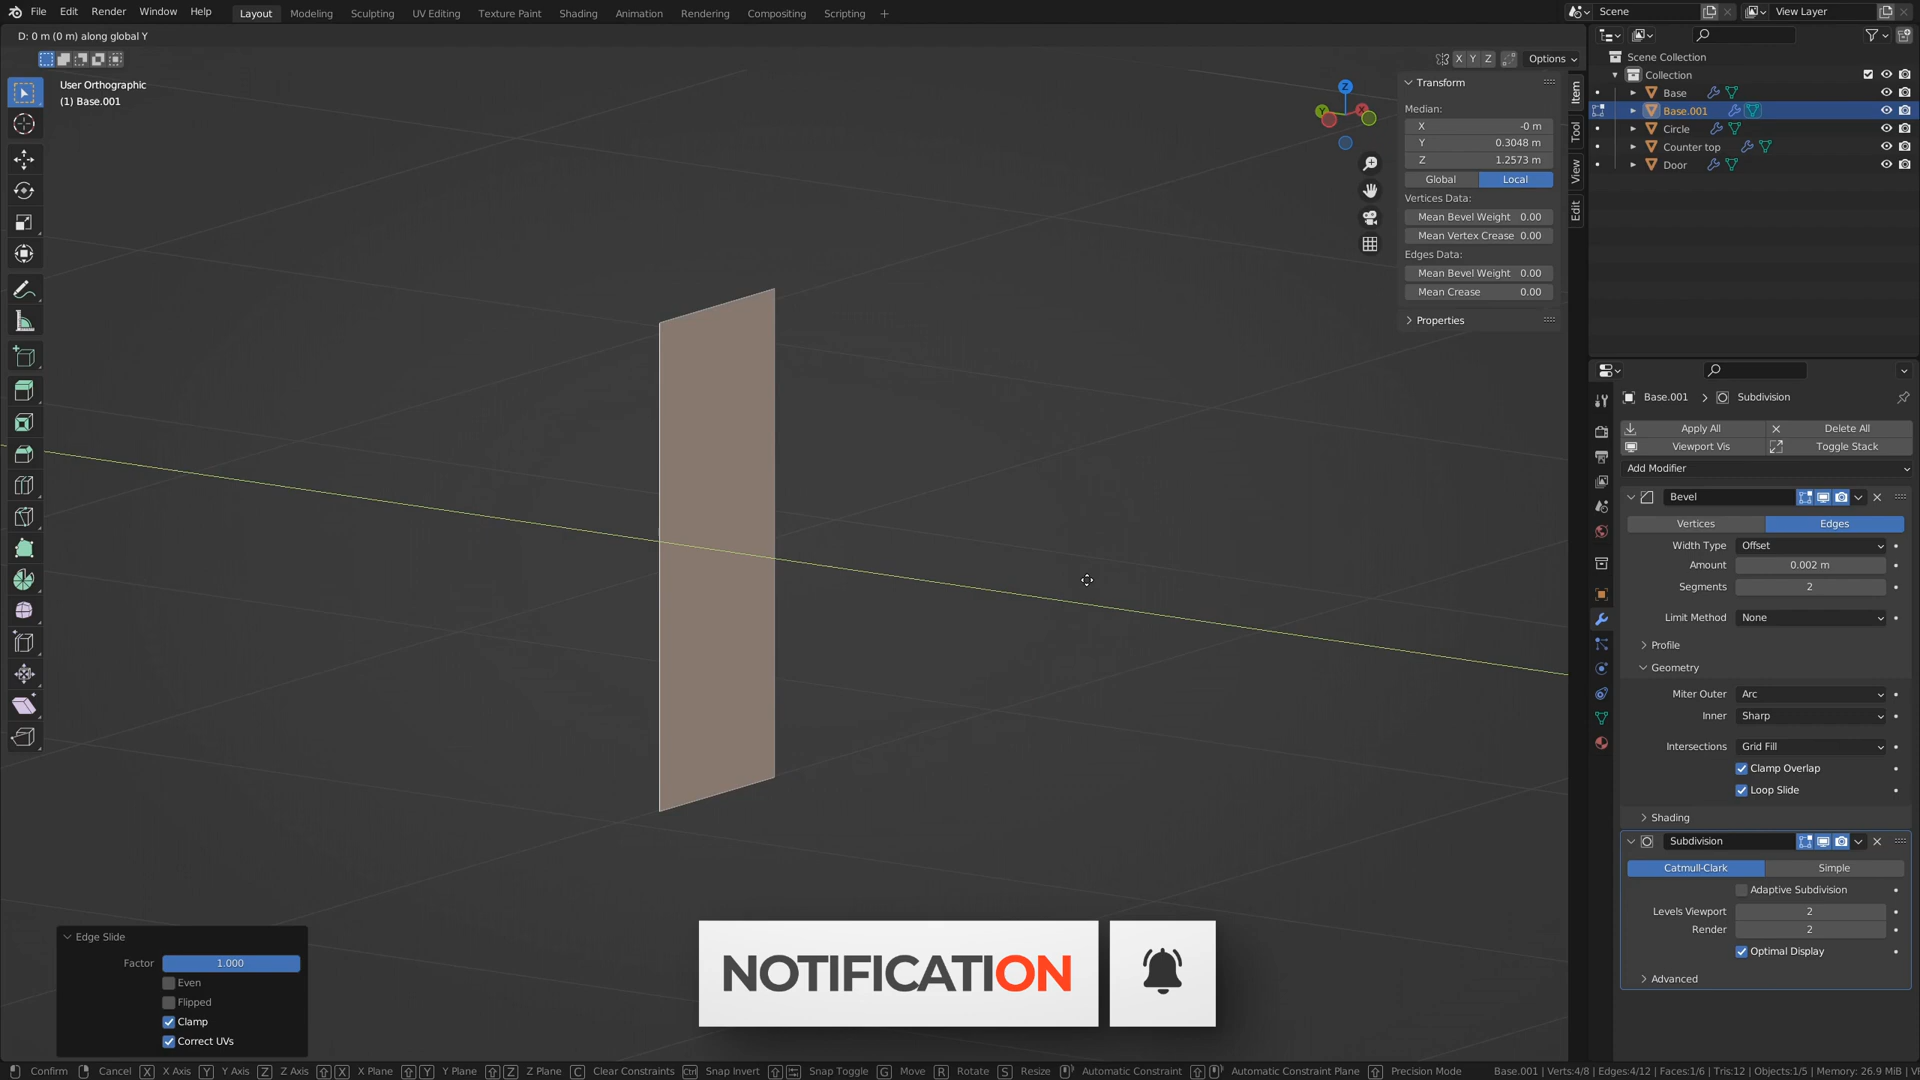 File Edit Render Window Help Layout Modeling Sculpting UV Editing Texture Paint Shading Animation Rendering Compositing Scripting + Scene View Layer
D: 0 m (0 m) along global Y
X Y Z Options
User Orthographic
(1) Base.001
Transform
Median:
X -0 m
Y 0.3048 m
Z 1.2573 m
Global Local
Vertices Data:
Mean Bevel Weight 0.00
Mean Vertex Crease 0.00
Edges Data:
Mean Bevel Weight 0.00
Mean Crease 0.00
Properties
Item
Tool
View
Edit
Z
Y
X
Scene Collection
Collection
Base
Base.001
Circle
Counter top
Door
Base.001 > Subdivision
Apply All Delete All
Viewport Vis Toggle Stack
Add Modifier
Bevel
Vertices Edges
Width Type Offset
Amount 0.002 m
Segments 2
Limit Method None
Profile
Geometry
Miter Outer Arc
Inner Sharp
Intersections Grid Fill
Clamp Overlap
Loop Slide
Shading
Subdivision
Catmull-Clark Simple
Adaptive Subdivision
Levels Viewport 2
Render 2
Optimal Display
Advanced
Edge Slide
Factor 1.000
Even
Flipped
Clamp
Correct UVs
NOTIFICATION
Confirm Cancel X X Axis Y Y Axis Z Z Axis X X Plane Y Y Plane Z Z Plane C Clear Constraints Ctrl Snap Invert Snap Toggle G Move R Rotate S Resize Automatic Constraint Automatic Constraint Plane Precision Mode Base.001 | Verts:4/8 | Edges:4/12 | Faces:1/6 | Tris:12 | Objects:1/5 | Memory: 26.9 MiB | V